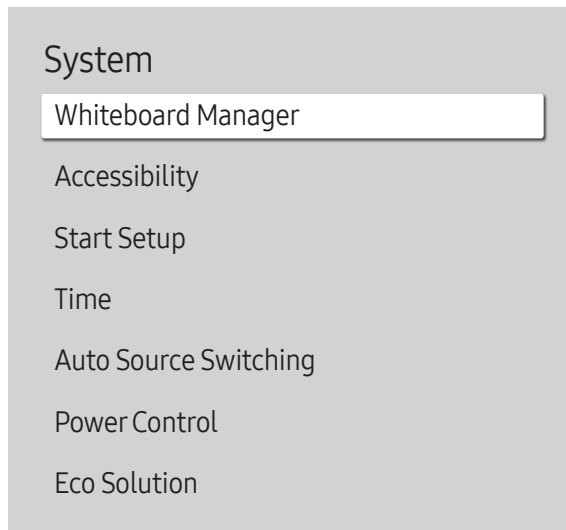 System
Whiteboard Manager
Accessibility
Start Setup
Time
Auto Source Switching
Power Control
Eco Solution